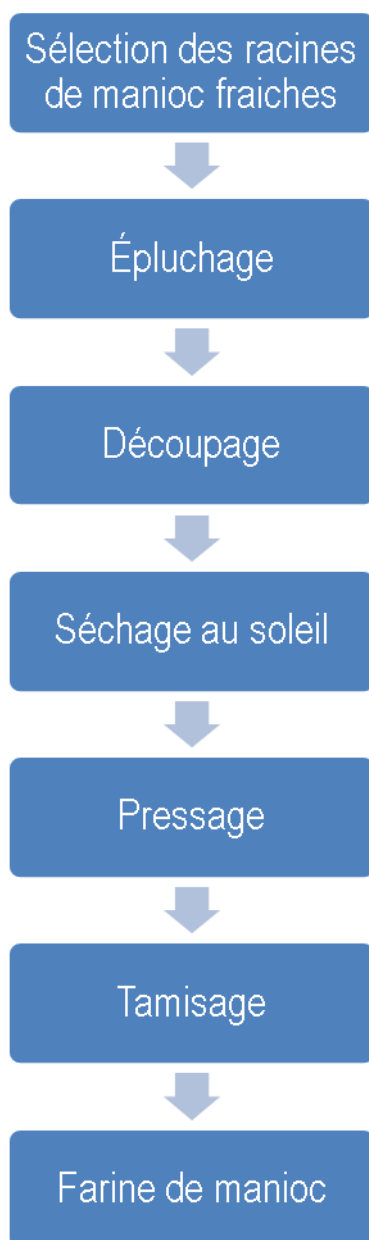 Sélection des racines
de manioc fraiches
Épluchage
Découpage
Séchage au soleil
Pressage
Tamisage
Farine de manioc